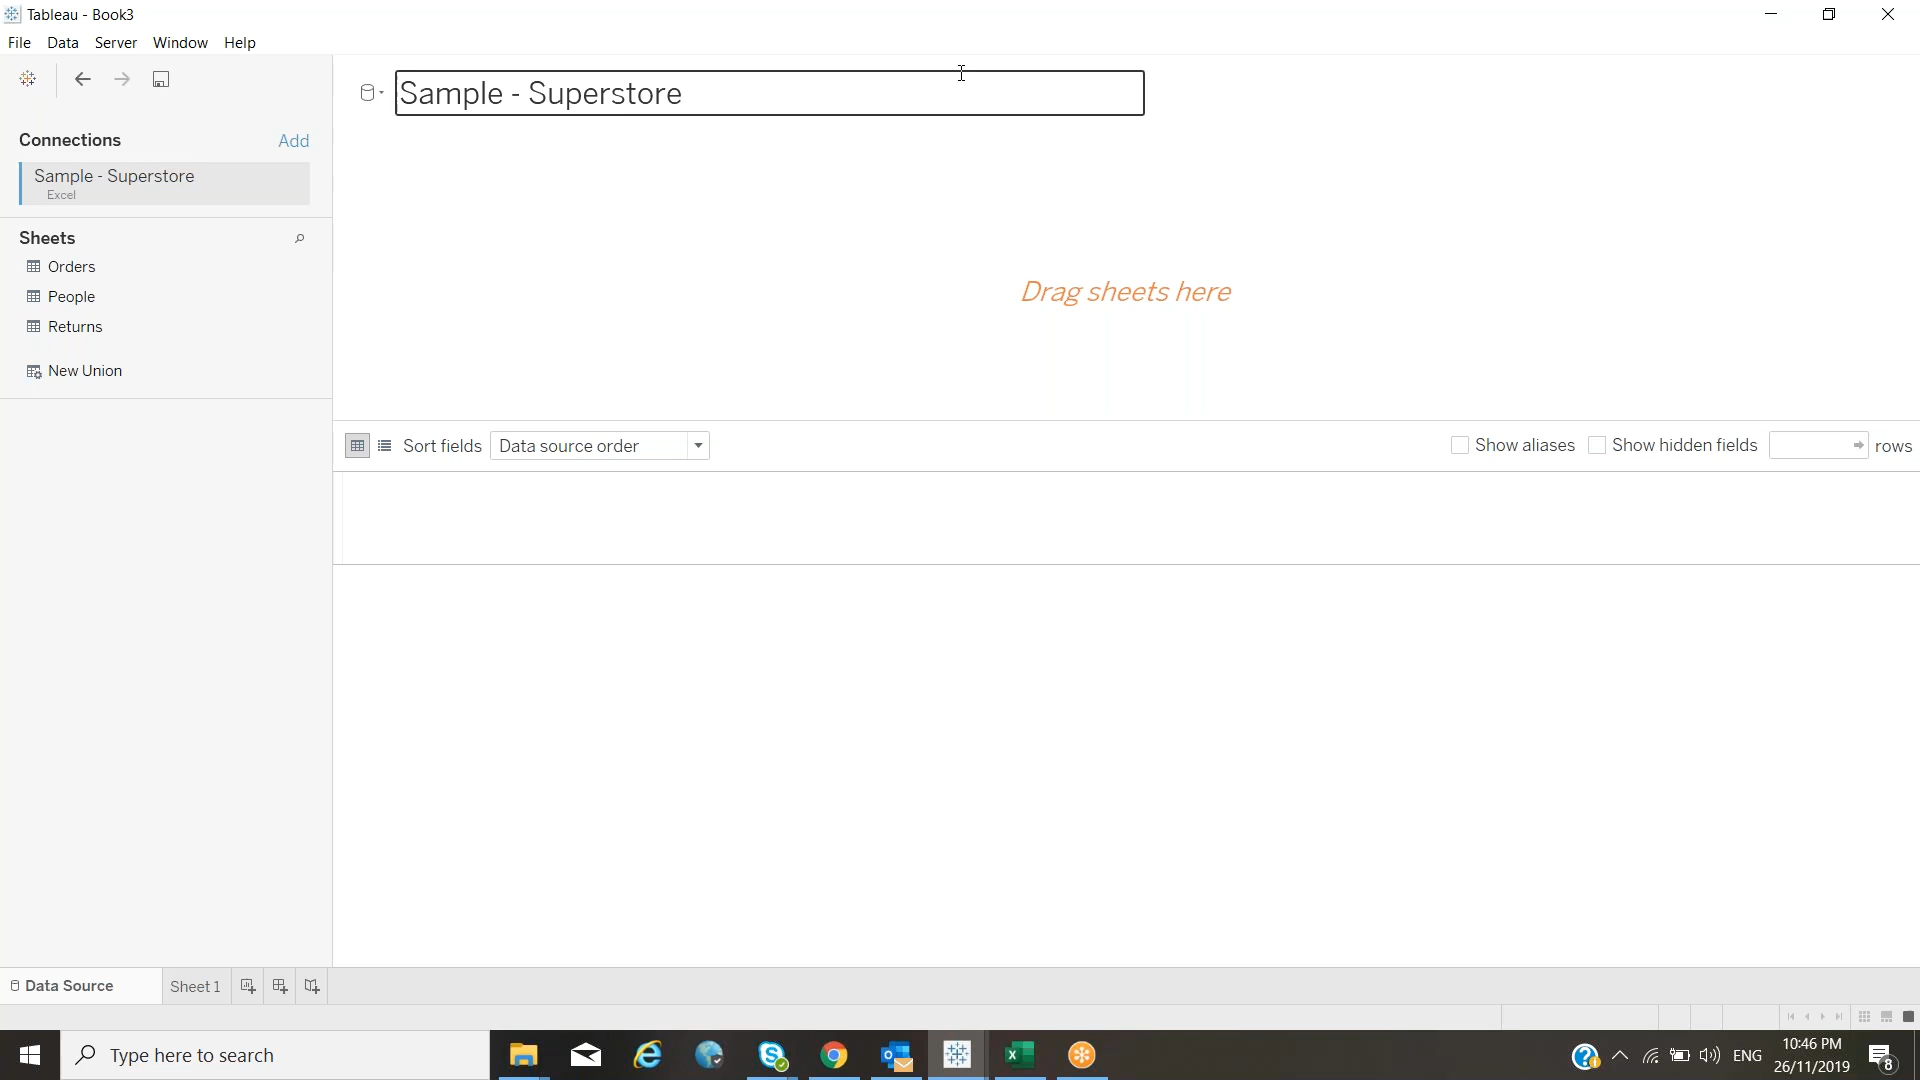 Tableau - Book3
File Data Server Window Help
Sample - Superstore
Connections Add
Sample - Superstore
Excel
Sheets
Orders
People
Returns
New Union
Drag sheets here
Sort fields Data source order Show aliases Show hidden fields rows
Data Source Sheet 1
Type here to search
ENG
10:46 PM
26/11/2019
8